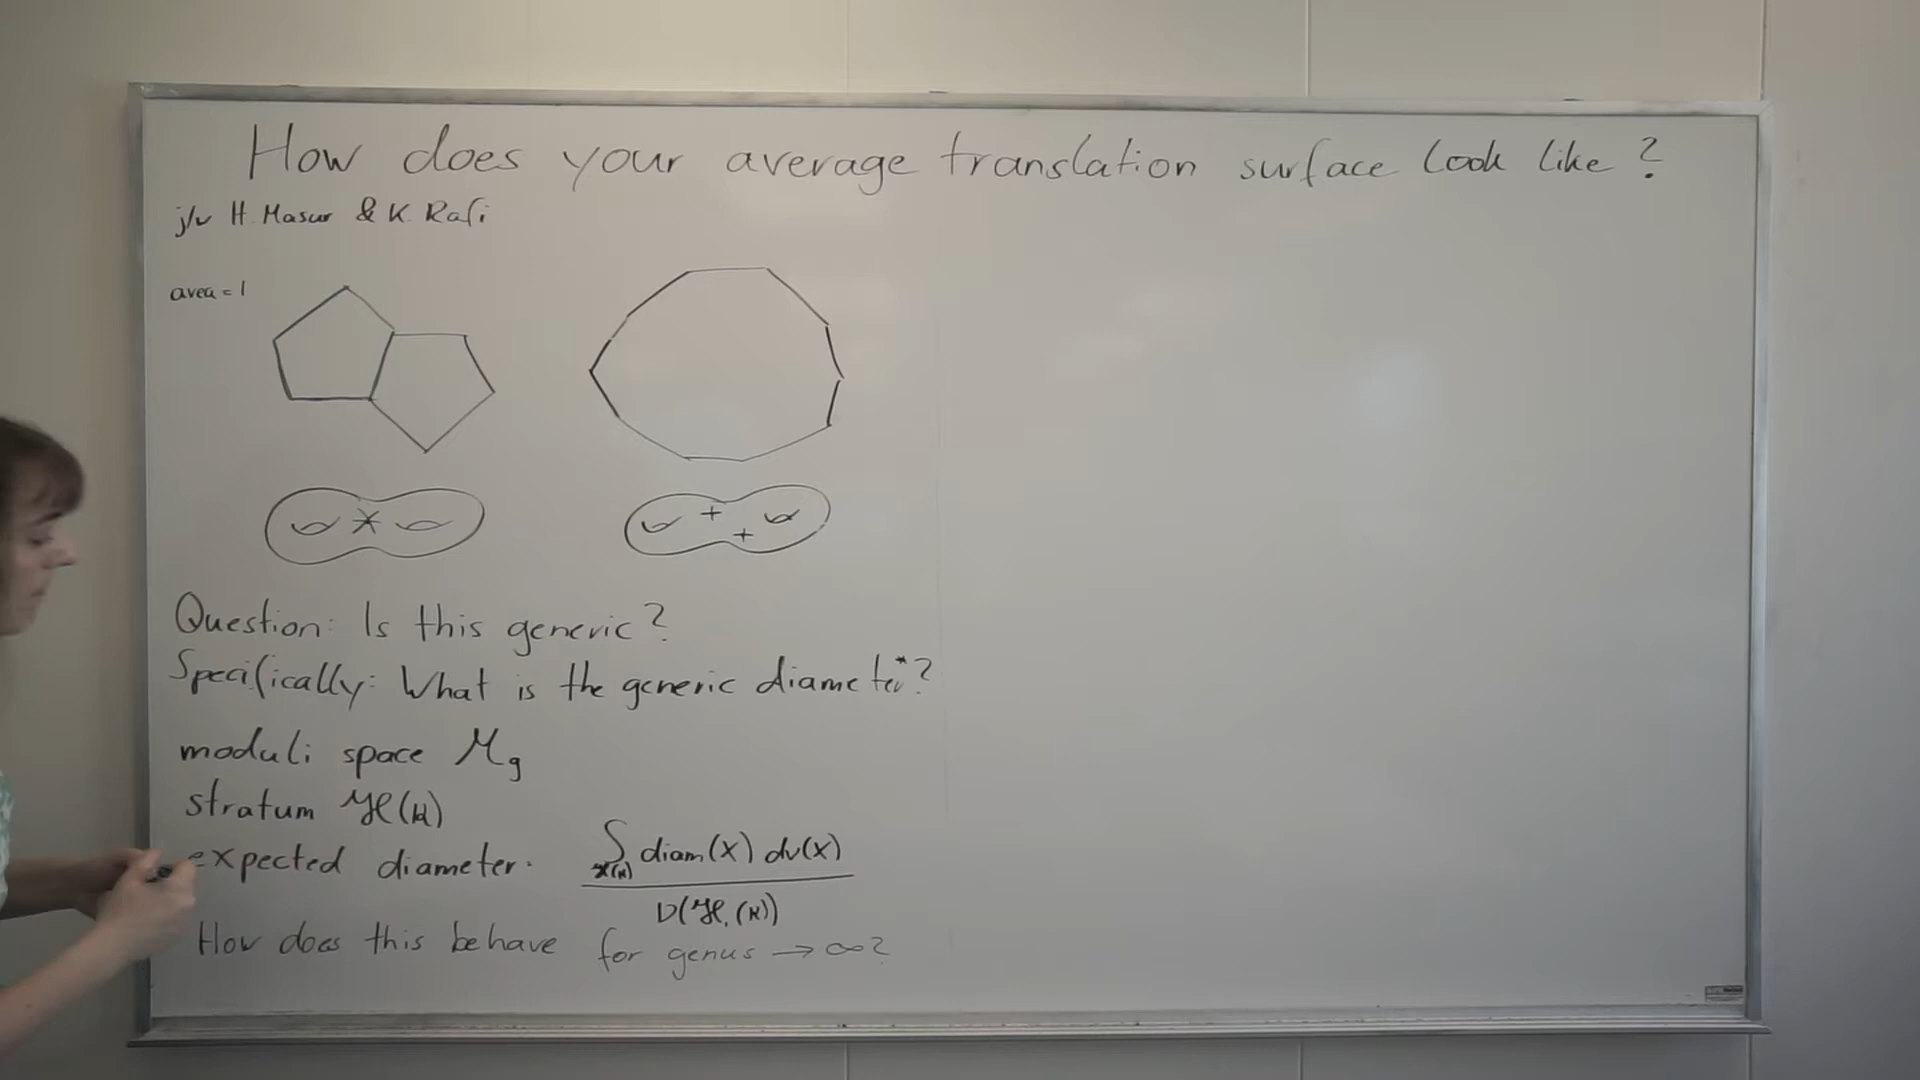 How does your average translation surface look like?
j/w H. Masur & K. Rafi
area = 1
Question: Is this generic?
Specifically: What is the generic diameter*?
moduli space ℳg
stratum ℋ(κ)
expected diameter:
∫ℋ(κ) diam(X) dν(X)
ν(ℋ₁(κ))
How does this behave for genus → ∞?